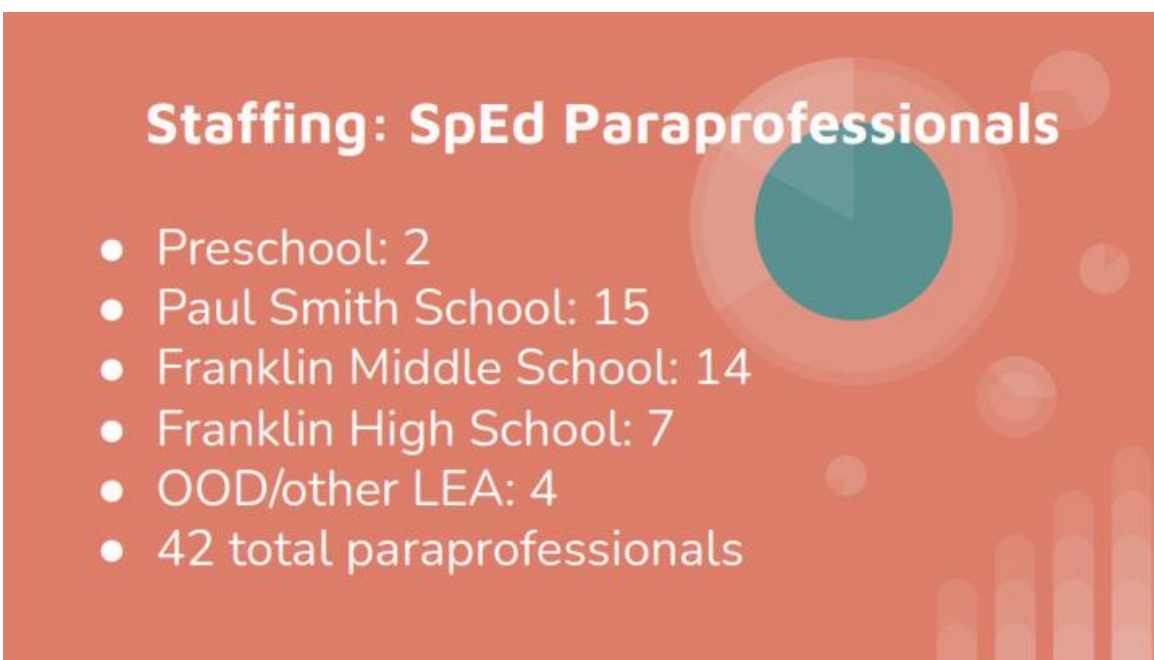 Staffing: SpEd Paraprofessionals
● Preschool: 2
● Paul Smith School: 15
● Franklin Middle School: 14
● Franklin High School: 7
● OOD/other LEA: 4
● 42 total paraprofessionals